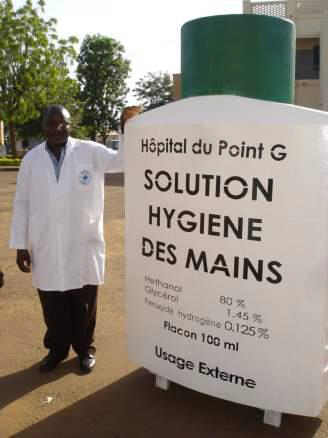 Hôpital du Point G
SOLUTION
HYGIENE
DES MAINS
Hethanol 80 %
Glycérol 1.45 %
Peroxyde hydrogène 0.125 %
Flacon 100 ml
Usage Externe